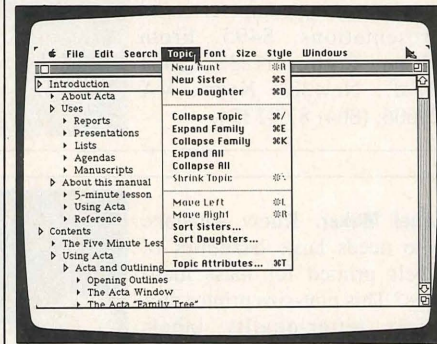 File Edit Search Topic Font Size Style Windows
New Aunt ⌘A
New Sister ⌘S
New Daughter ⌘D
Collapse Topic ⌘/
Expand Family ⌘E
Collapse Family ⌘K
Expand All
Collapse All
Shrink Topic ⌘\
Move Left ⌘L
Move Right ⌘R
Sort Sisters...
Sort Daughters...
Topic Attributes... ⌘T
Introduction
About Acta
Uses
Reports
Presentations
Lists
Agendas
Manuscripts
About this manual
5-minute lesson
Using Acta
Reference
Contents
The Five Minute Less
Using Acta
Acta and Outlining
Opening Outlines
The Acta Window
The Acta "Family Tree"